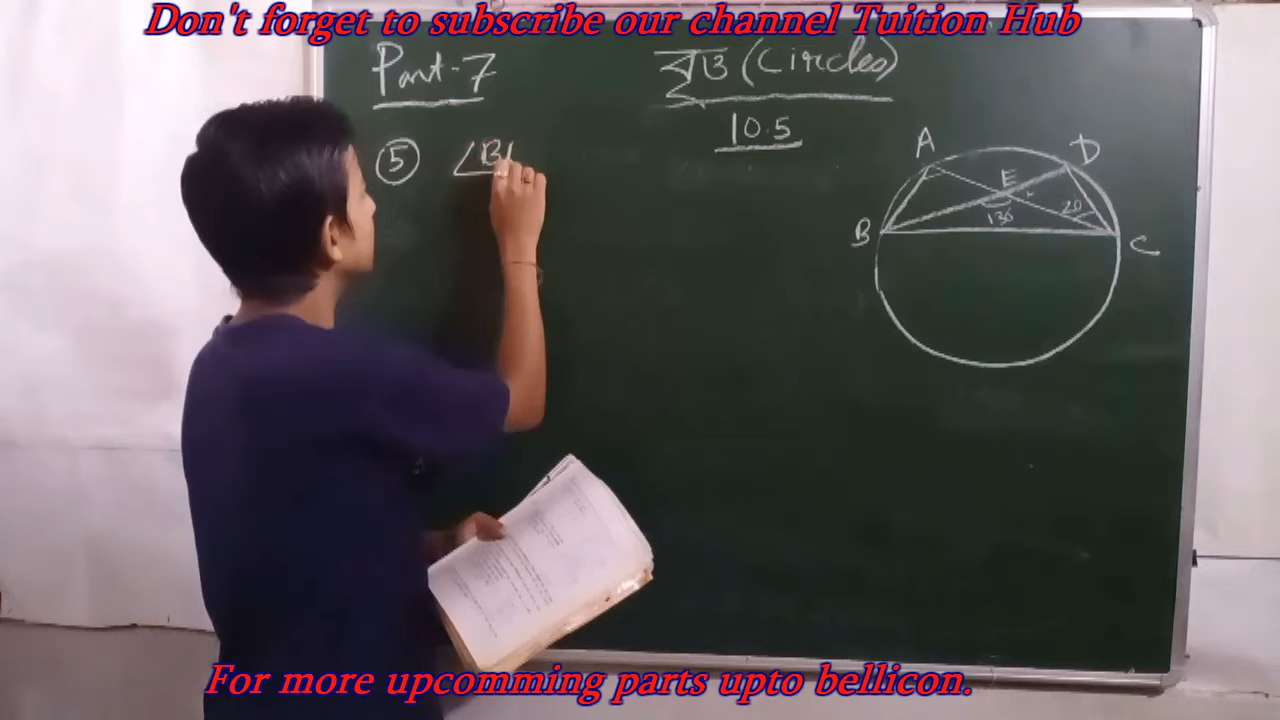 Don't forget to subscribe our channel Tuition Hub
Part-7
বৃত্ত (Circles)
10.5
5 ∠B
A
D
E
130
20
B
C
For more upcomming parts upto bellicon.